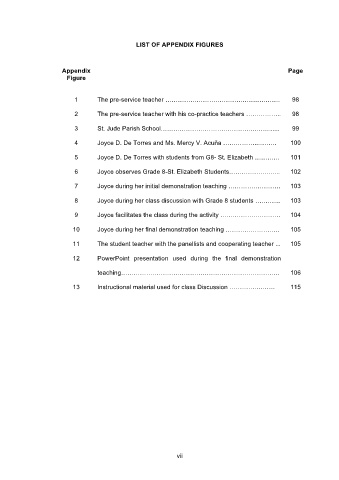 LIST OF APPENDIX FIGURES
Appendix Figure Page
1 The pre-service teacher ........................................................ 98
2 The pre-service teacher with his co-practice teachers ................. 98
3 St. Jude Parish School.......................................................... 99
4 Joyce D. De Torres and Ms. Mercy V. Acuña .......................... 100
5 Joyce D. De Torres with students from G8- St. Elizabeth ............ 101
6 Joyce observes Grade 8-St. Elizabeth Students......................... 102
7 Joyce during her initial demonstration teaching ......................... 103
8 Joyce during her class discussion with Grade 8 students ............ 103
9 Joyce facilitates the class during the activity ............................. 104
10 Joyce during her final demonstration teaching .......................... 105
11 The student teacher with the panellists and cooperating teacher ... 105
12 PowerPoint presentation used during the final demonstration
teaching............................................................................. 106
13 Instructional material used for class Discussion ...................... 115
vii